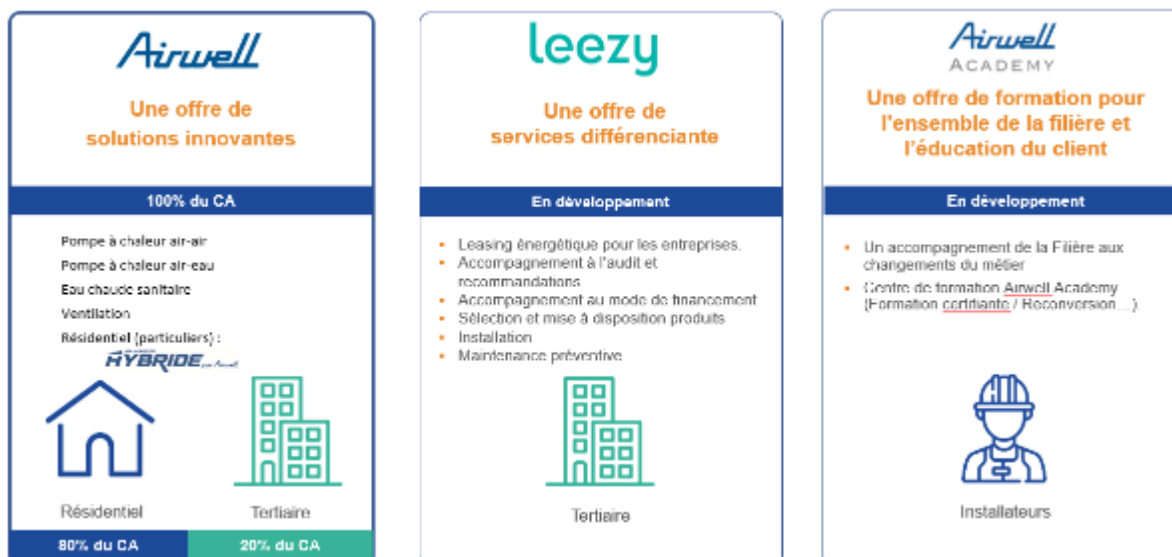 Airwell
Une offre de
solutions innovantes
100% du CA
Pompe à chaleur air-air
Pompe à chaleur air-eau
Eau chaude sanitaire
Ventilation
Résidentiel (particuliers) :
HYBRIDE par Airwell
Résidentiel
Tertiaire
80% du CA
20% du CA
leezy
Une offre de
services différenciante
En développement
Leasing énergétique pour les entreprises.
Accompagnement à l'audit et
recommandations
Accompagnement au mode de financement
Sélection et mise à disposition produits
Installation
Maintenance préventive
Tertiaire
Airwell
ACADEMY
Une offre de formation pour
l'ensemble de la filière et
l'éducation du client
En développement
Un accompagnement de la Filière aux
changements du métier
Centre de formation Airwell Academy
(Formation certifiante / Reconversion…)
Installateurs